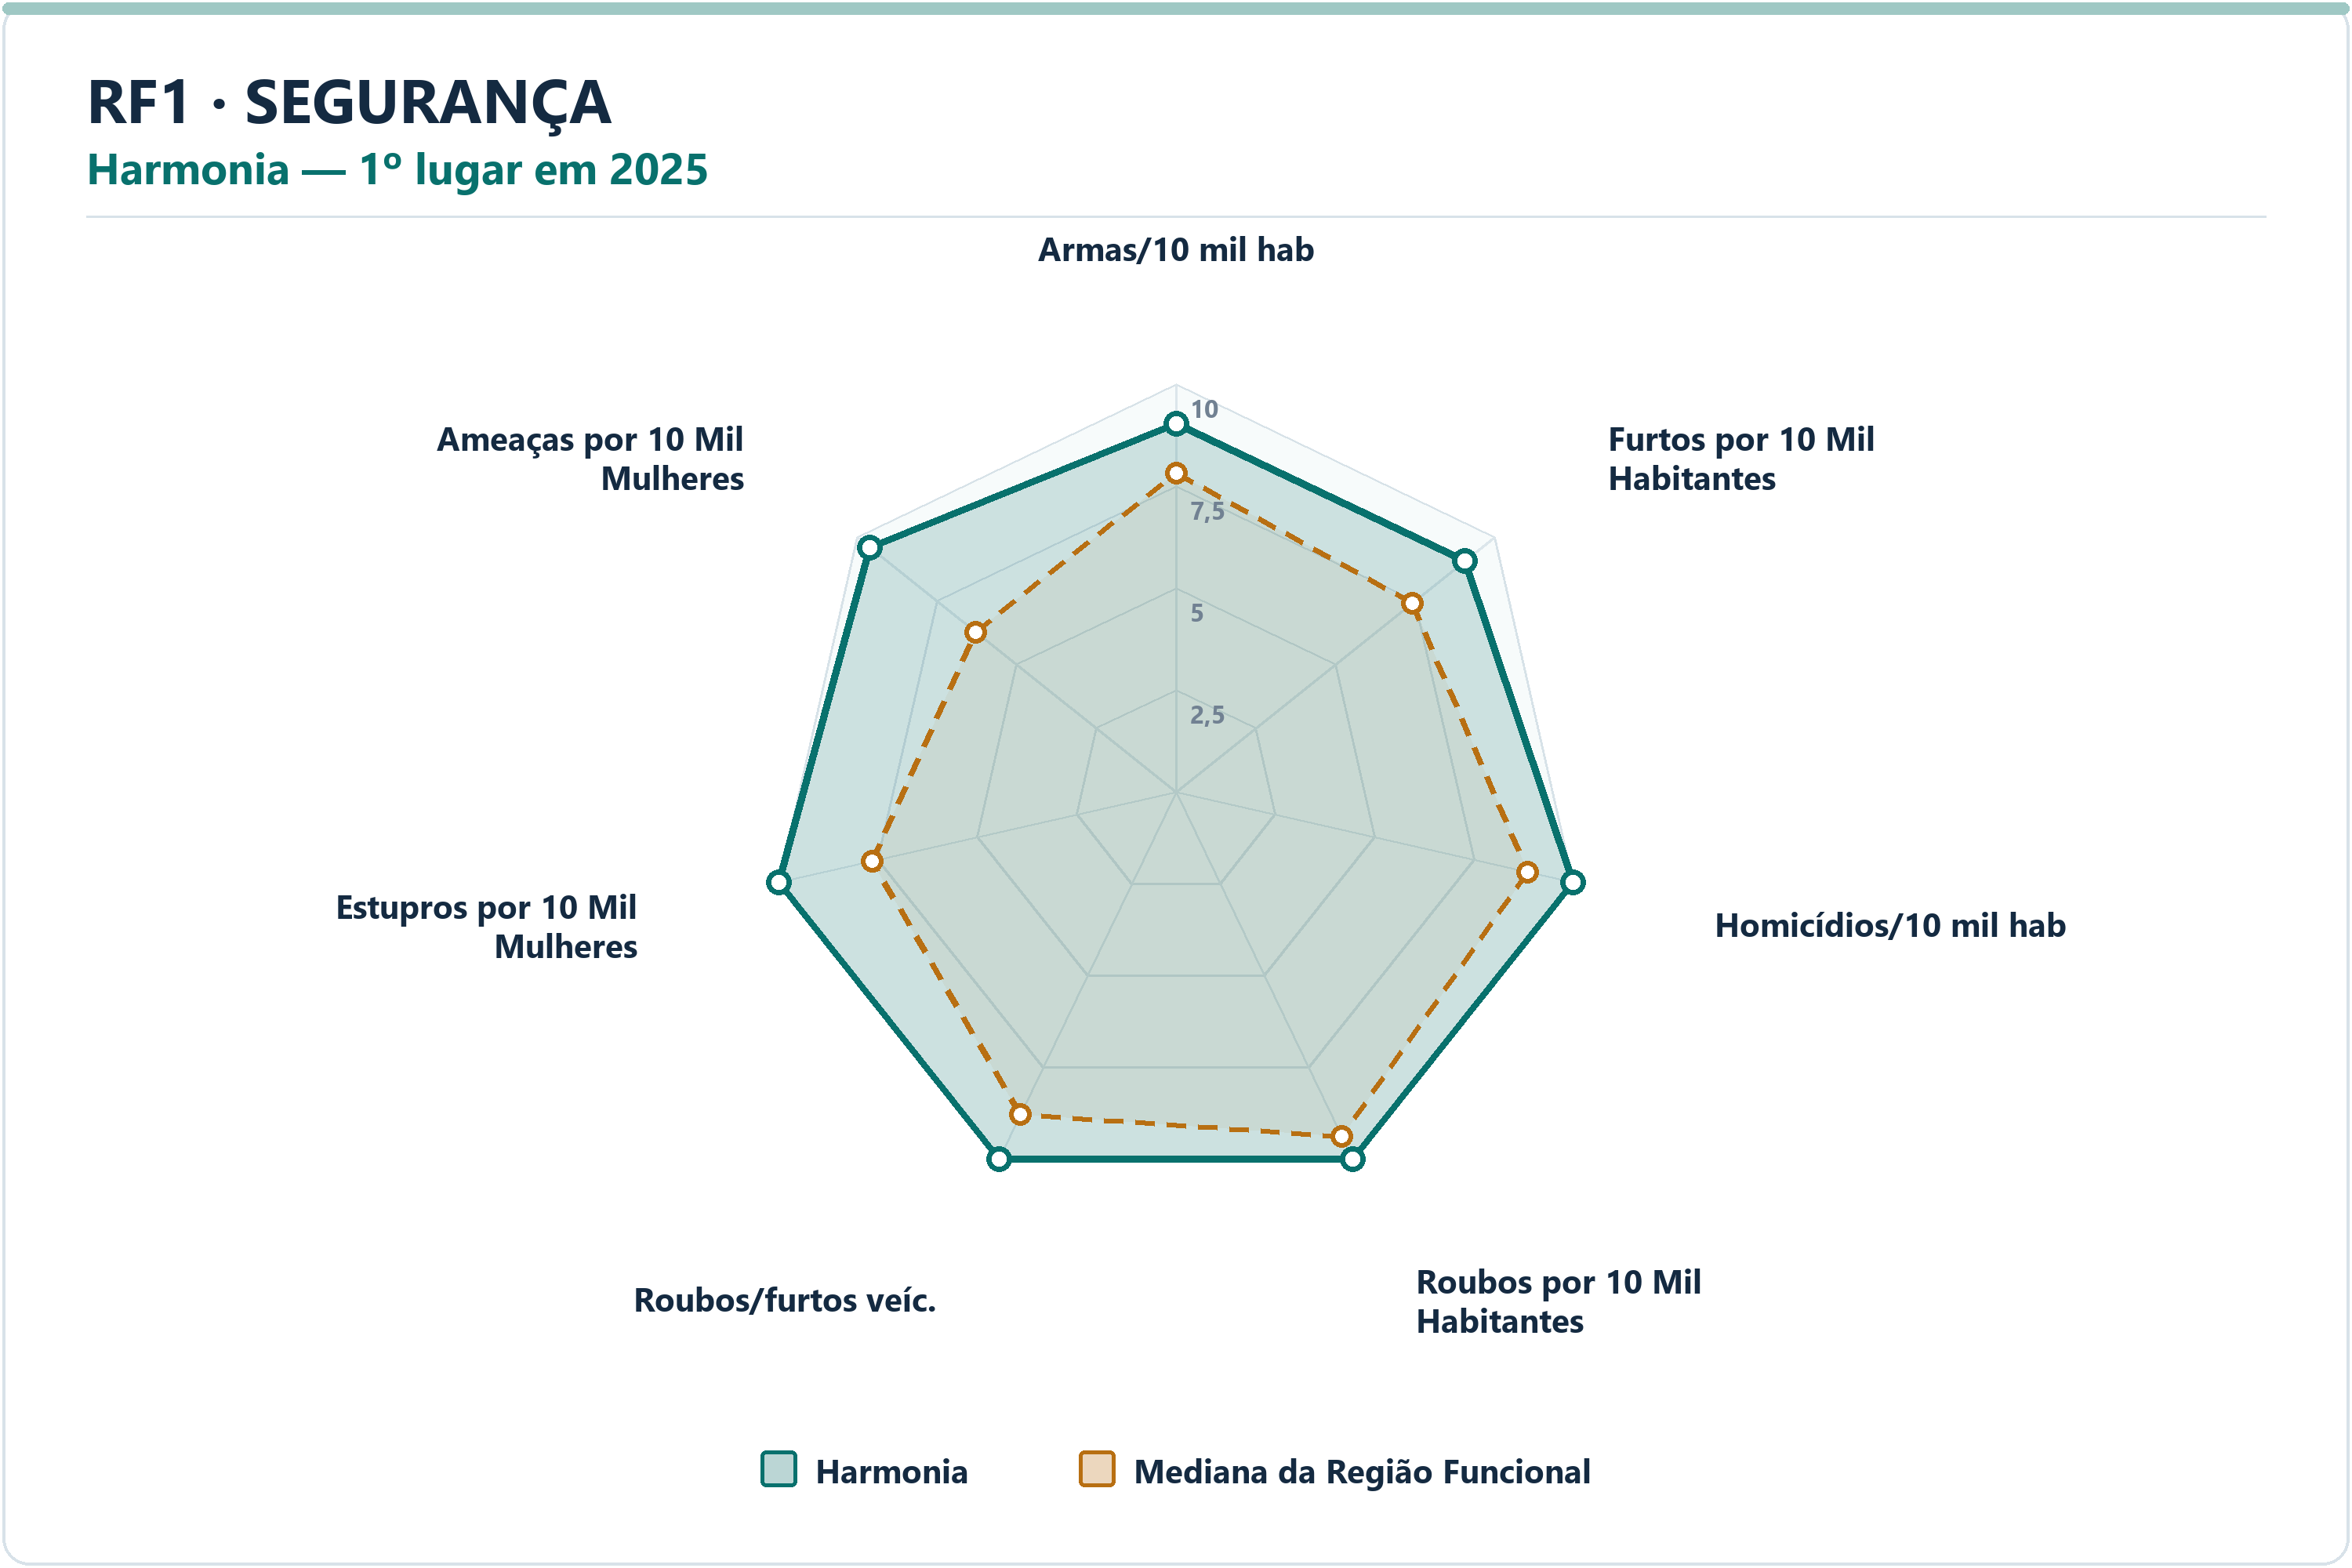 RF1 · SEGURANÇA
Harmonia — 1º lugar em 2025
Armas/10 mil hab
Ameaças por 10 Mil
Mulheres
Furtos por 10 Mil
Habitantes
10
7,5
5
2,5
Estupros por 10 Mil
Mulheres
Homicídios/10 mil hab
Roubos/furtos veíc.
Roubos por 10 Mil
Habitantes
Harmonia
Mediana da Região Funcional